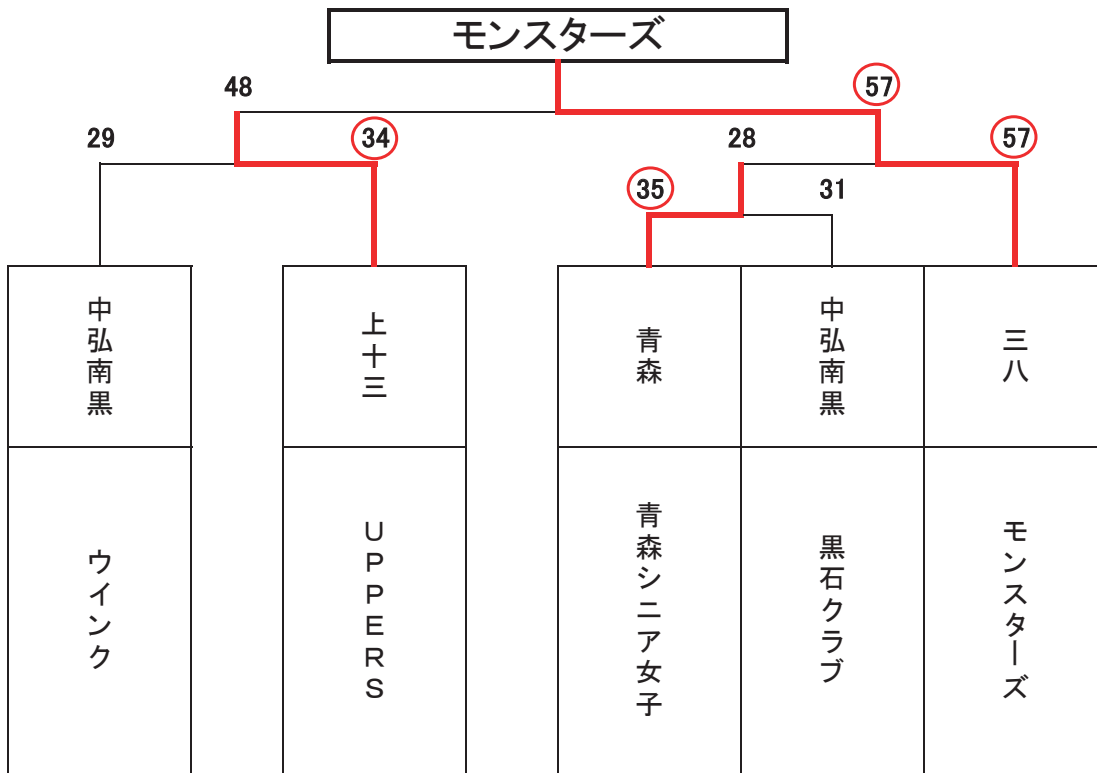 モンスターズ
48
57
29
34
28
57
35
31
中弘南黒
上十三
青森
中弘南黒
三八
ウインク
UPPERS
青森シニア女子
黒石クラブ
モンスターズ